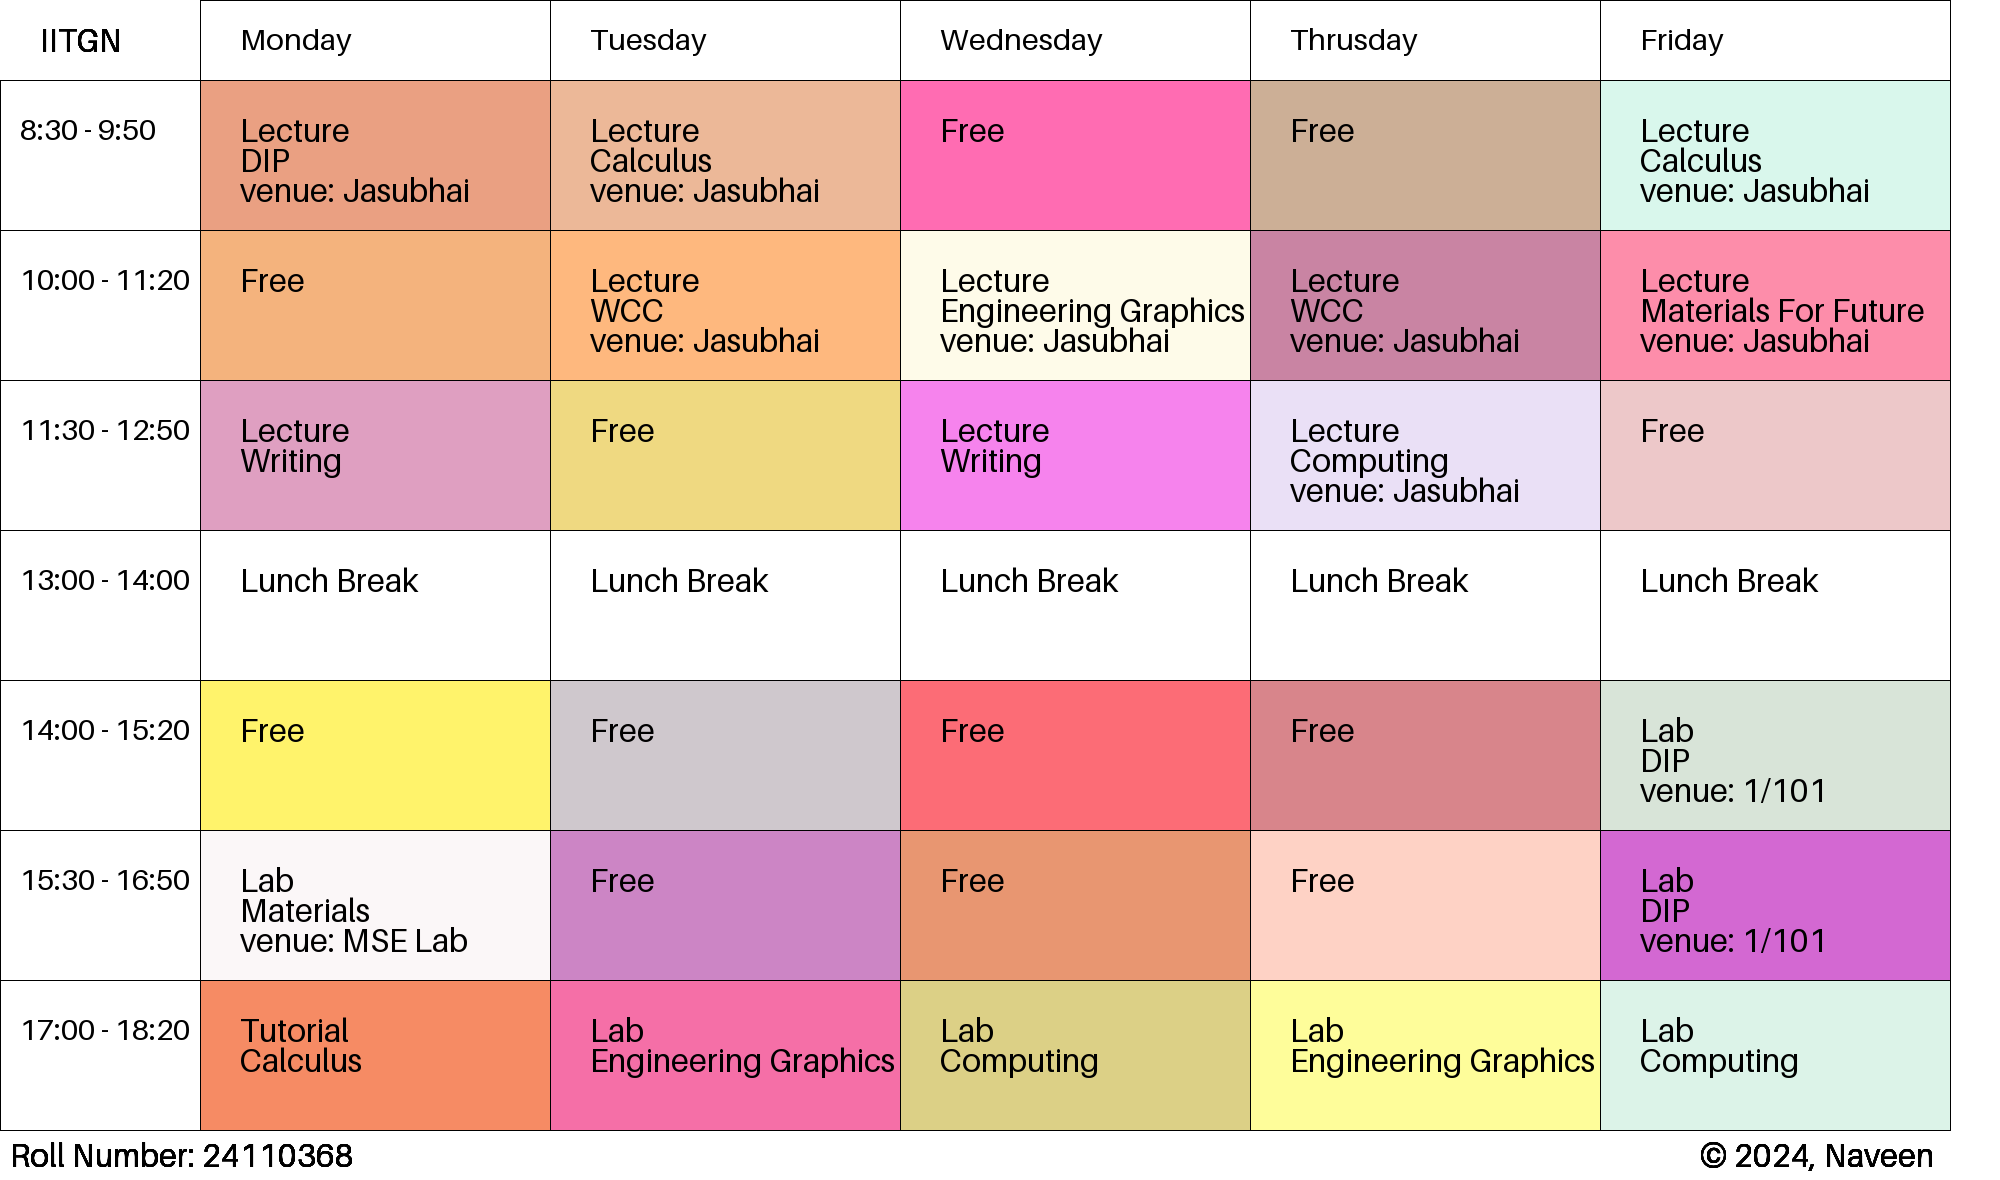 IITGN
Monday
Tuesday
Wednesday
Thrusday
Friday
8:30 - 9:50
Lecture
DIP
venue: Jasubhai
Lecture
Calculus
venue: Jasubhai
Free
Free
Lecture
Calculus
venue: Jasubhai
10:00 - 11:20
Free
Lecture
WCC
venue: Jasubhai
Lecture
Engineering Graphics
venue: Jasubhai
Lecture
WCC
venue: Jasubhai
Lecture
Materials For Future
venue: Jasubhai
11:30 - 12:50
Lecture
Writing
Free
Lecture
Writing
Lecture
Computing
venue: Jasubhai
Free
13:00 - 14:00
Lunch Break
Lunch Break
Lunch Break
Lunch Break
Lunch Break
14:00 - 15:20
Free
Free
Free
Free
Lab
DIP
venue: 1/101
15:30 - 16:50
Lab
Materials
venue: MSE Lab
Free
Free
Free
Lab
DIP
venue: 1/101
17:00 - 18:20
Tutorial
Calculus
Lab
Engineering Graphics
Lab
Computing
Lab
Engineering Graphics
Lab
Computing
Roll Number: 24110368
© 2024, Naveen